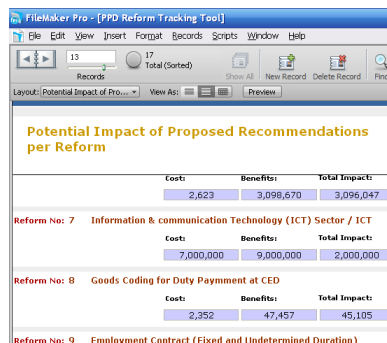 FileMaker Pro - [PPD Reform Tracking Tool]
File Edit View Insert Format Records Scripts Window Help
13
17
Total (Sorted)
Records
Show All New Record Delete Record
Layout: Potential Impact of Pro... View As: Preview
Potential Impact of Proposed Recommendations
per Reform
Cost: Benefits: Total Impact:
2,623 3,098,670 3,096,047
Reform No: 7 Information & communication Technology (ICT) Sector / ICT
Cost: Benefits: Total Impact:
7,000,000 9,000,000 2,000,000
Reform No: 8 Goods Coding for Duty Paymment at CED
Cost: Benefits: Total Impact:
2,352 47,457 45,105
Reform No: 9 Employment Contract (Fixed and Undetermined Duration)